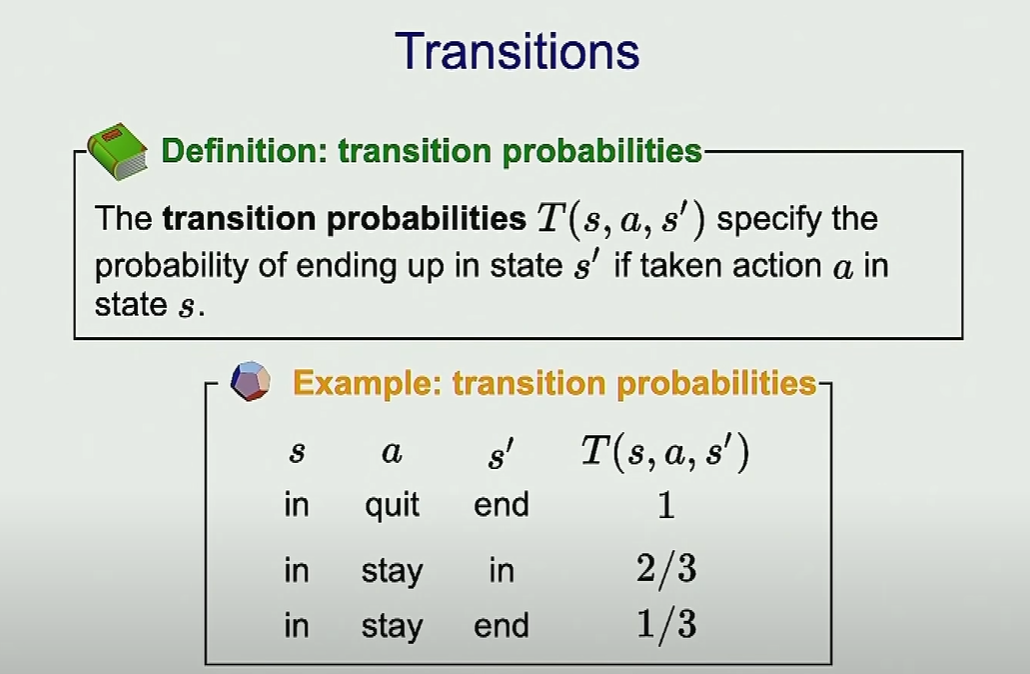 Transitions
Definition: transition probabilities
The transition probabilities T(s, a, s′) specify the
probability of ending up in state s′ if taken action a in
state s.
Example: transition probabilities
s a s′ T(s, a, s′)
in quit end 1
in stay in 2/3
in stay end 1/3